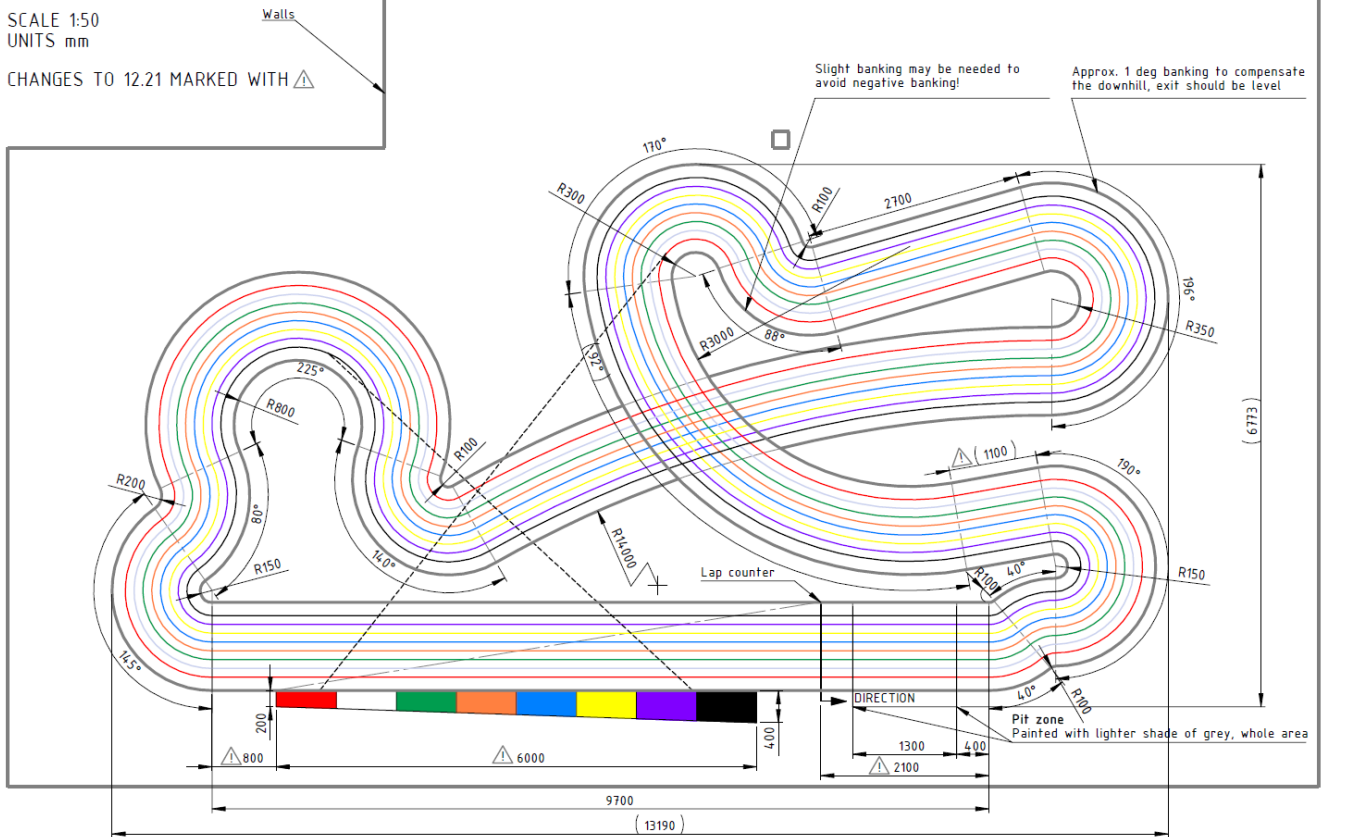 SCALE 1:50
UNITS mm
CHANGES TO 12.21 MARKED WITH ⚠
Walls
Slight banking may be needed to
avoid negative banking!
Approx. 1 deg banking to compensate
the downhill, exit should be level
170°
R300
R100
2700
196°
R350
R3000
88°
(92°)
225°
R800
R100
(6773)
⚠(1100)
190°
R200
80°
140°
R14000
R150
Lap counter
R100
40°
R150
145°
DIRECTION
40°
R100
200
400
Pit zone
Painted with lighter shade of grey, whole area
⚠800
⚠6000
1300
400
⚠2100
9700
(13190)